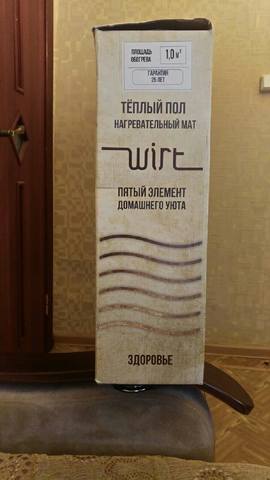 ПЛОЩАДЬ
ОБОГРЕВА
1,0 м²
ГАРАНТИЯ
25 ЛЕТ
ТЁПЛЫЙ ПОЛ
НАГРЕВАТЕЛЬНЫЙ МАТ
wirt
ПЯТЫЙ ЭЛЕМЕНТ
ДОМАШНЕГО УЮТА
ЗДОРОВЬЕ